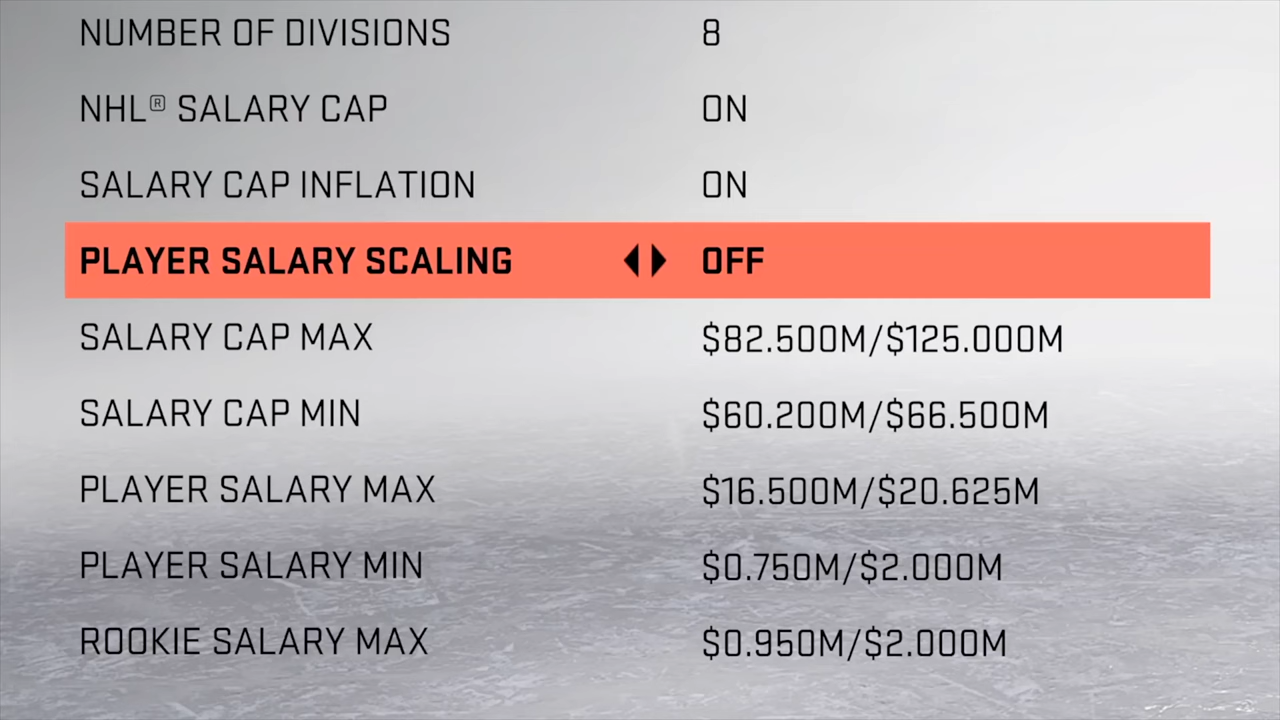 NUMBER OF DIVISIONS 8
NHL® SALARY CAP ON
SALARY CAP INFLATION ON
PLAYER SALARY SCALING OFF
SALARY CAP MAX $82.500M/$125.000M
SALARY CAP MIN $60.200M/$66.500M
PLAYER SALARY MAX $16.500M/$20.625M
PLAYER SALARY MIN $0.750M/$2.000M
ROOKIE SALARY MAX $0.950M/$2.000M